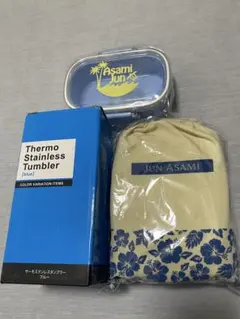 Asami
Jun
Thermo
Stainless
Tumbler
[blue]
COLOR VARIATION ITEMS
サーモステンレスタンブラー
ブルー
JUN ASAMI